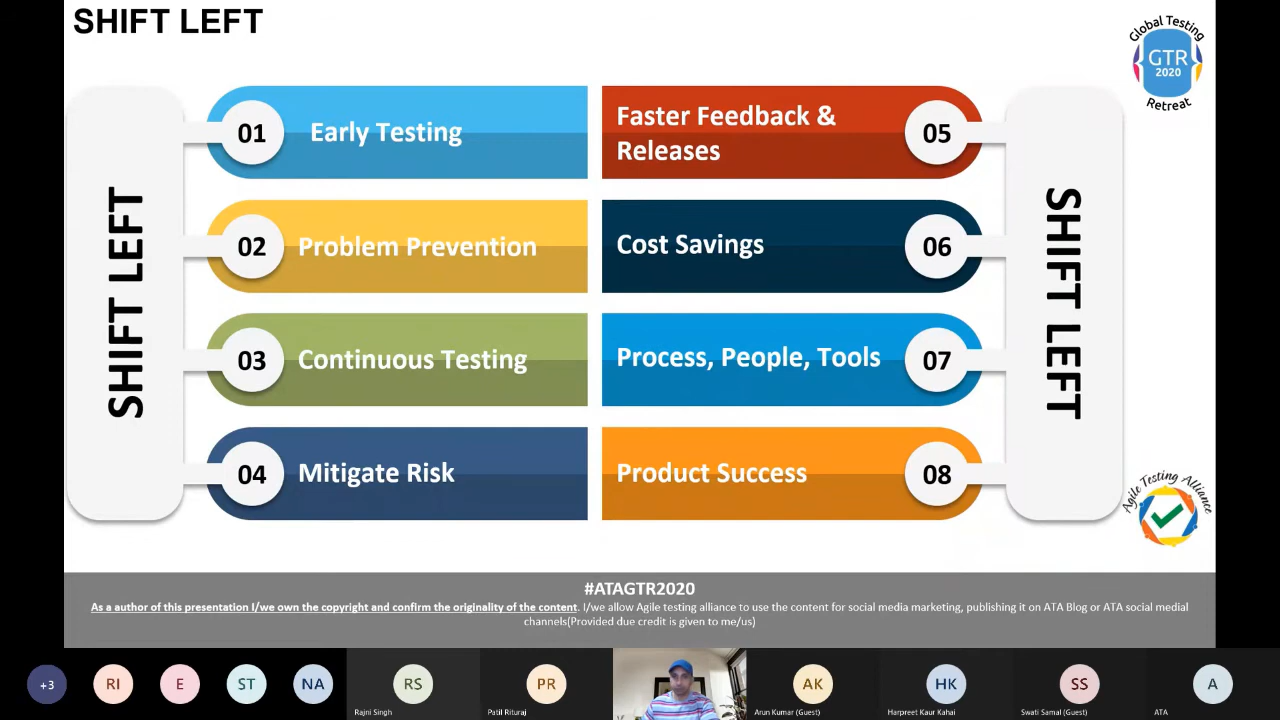 SHIFT LEFT
Global Testing
GTR
2020
Retreat
SHIFT LEFT
01
Early Testing
02
Problem Prevention
03
Continuous Testing
04
Mitigate Risk
Faster Feedback &
Releases
05
Cost Savings
06
Process, People, Tools
07
Product Success
08
SHIFT LEFT
Agile Testing Alliance
#ATAGTR2020
As a author of this presentation I/we own the copyright and confirm the originality of the content. I/we allow Agile testing alliance to use the content for social media marketing, publishing it on ATA Blog or ATA social medial
channels(Provided due credit is given to me/us)
+3
RI
E
ST
NA
RS
Rajni Singh
PR
Patil Rituraj
AK
Arun Kumar (Guest)
HK
Harpreet Kaur Kahai
SS
Swati Samal (Guest)
A
ATA